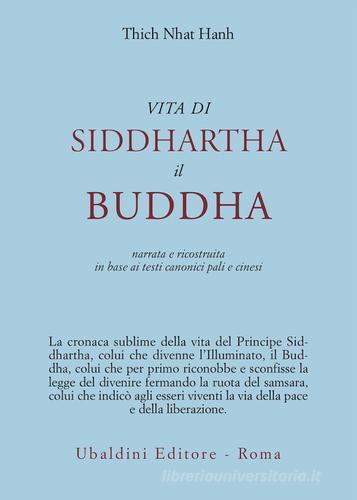 Thich Nhat Hanh
VITA DI
SIDDHARTHA
il
BUDDHA
narrata e ricostruita
in base ai testi canonici pali e cinesi
La cronaca sublime della vita del Principe Sid-
dhartha, colui che divenne l'Illuminato, il Bud-
dha, colui che per primo riconobbe e sconfisse la
legge del divenire fermando la ruota del samsara,
colui che indicò agli esseri viventi la via della pace
e della liberazione.
Ubaldini Editore - Roma
libreriauniversitaria.it